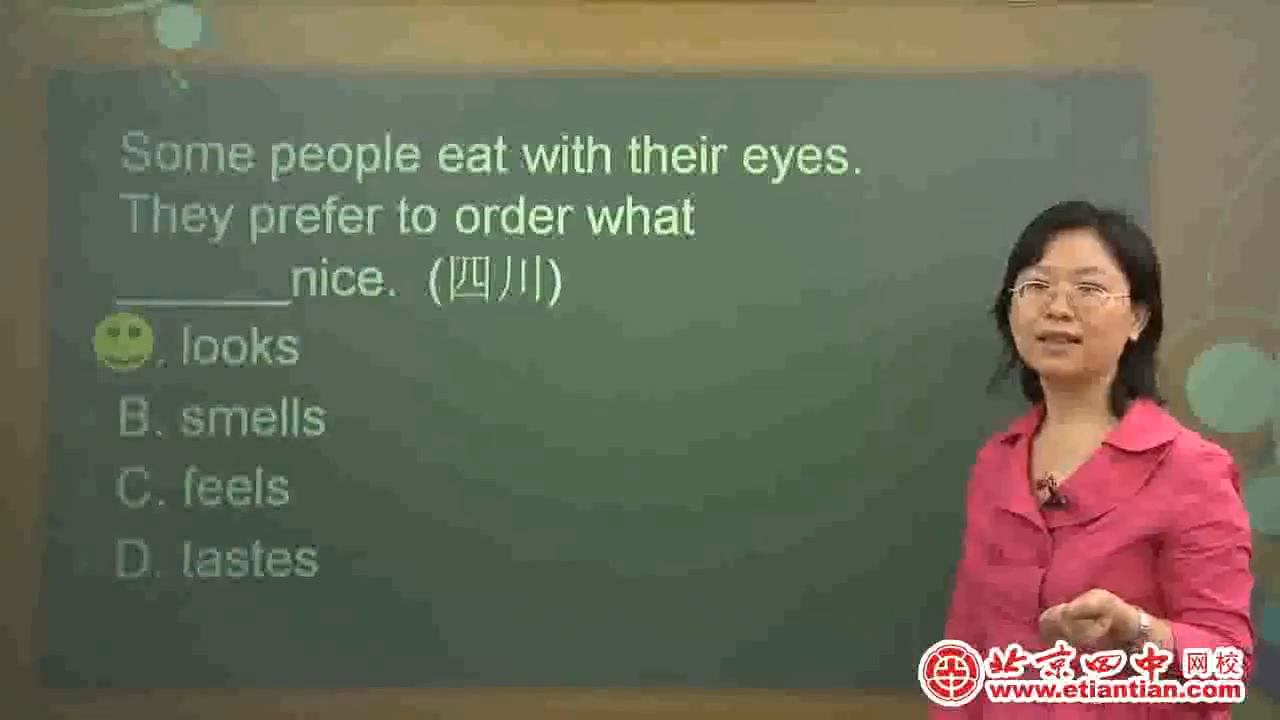 Some people eat with their eyes.
They prefer to order what
______nice. (四川)
. looks
B. smells
C. feels
D. tastes
北京四中网校
www.etiantian.com